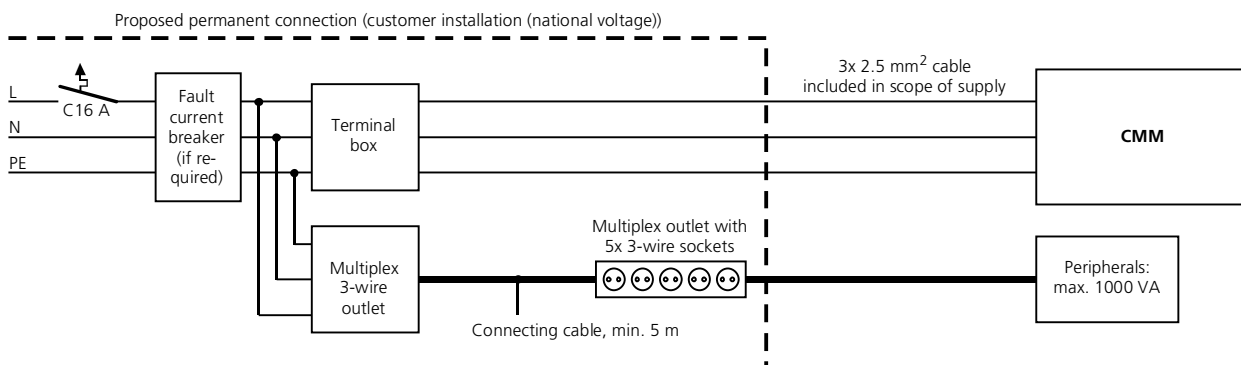 Proposed permanent connection (customer installation (national voltage))
L
C16 A
N
PE
Fault
current
breaker
(if re-
quired)
Terminal
box
3x 2.5 mm² cable
included in scope of supply
CMM
Multiplex
3-wire
outlet
Multiplex outlet with
5x 3-wire sockets
Connecting cable, min. 5 m
Peripherals:
max. 1000 VA